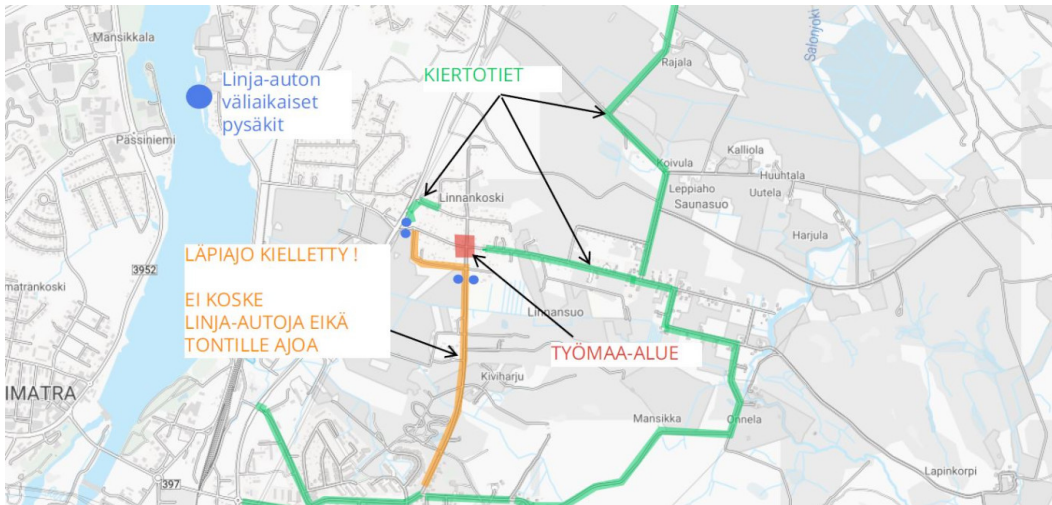 Mansikkala
Salonjoki
Rajala
KIERTOTIET
Linja-auton
väliaikaiset
pysäkit
Pässiniemi
Kalliola
Koivula
Huuhtala
Leppiaho
Uutela
Saunasuo
Linnankoski
Harjula
LÄPIAJO KIELLETTY !
3952
matrankoski
EI KOSKE
LINJA-AUTOJA EIKÄ
TONTILLE AJOA
Linnansuo
TYÖMAA-ALUE
IMATRA
Kiviharju
Mansikka
Onnela
Lapinkorpi
397